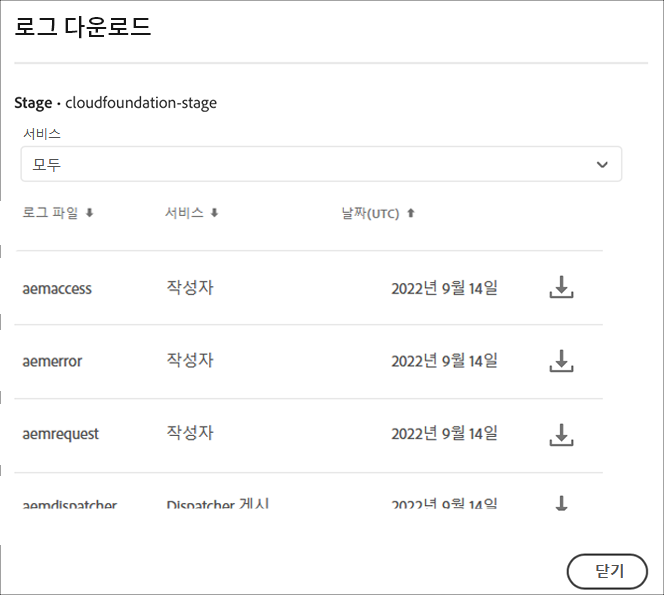 로그 다운로드
Stage • cloudfoundation-stage
서비스
모두
로그 파일 서비스 날짜(UTC)
aemaccess 작성자 2022년 9월 14일
aemerror 작성자 2022년 9월 14일
aemrequest 작성자 2022년 9월 14일
aemdispatcher Dispatcher 게시 2022년 9월 14일
닫기